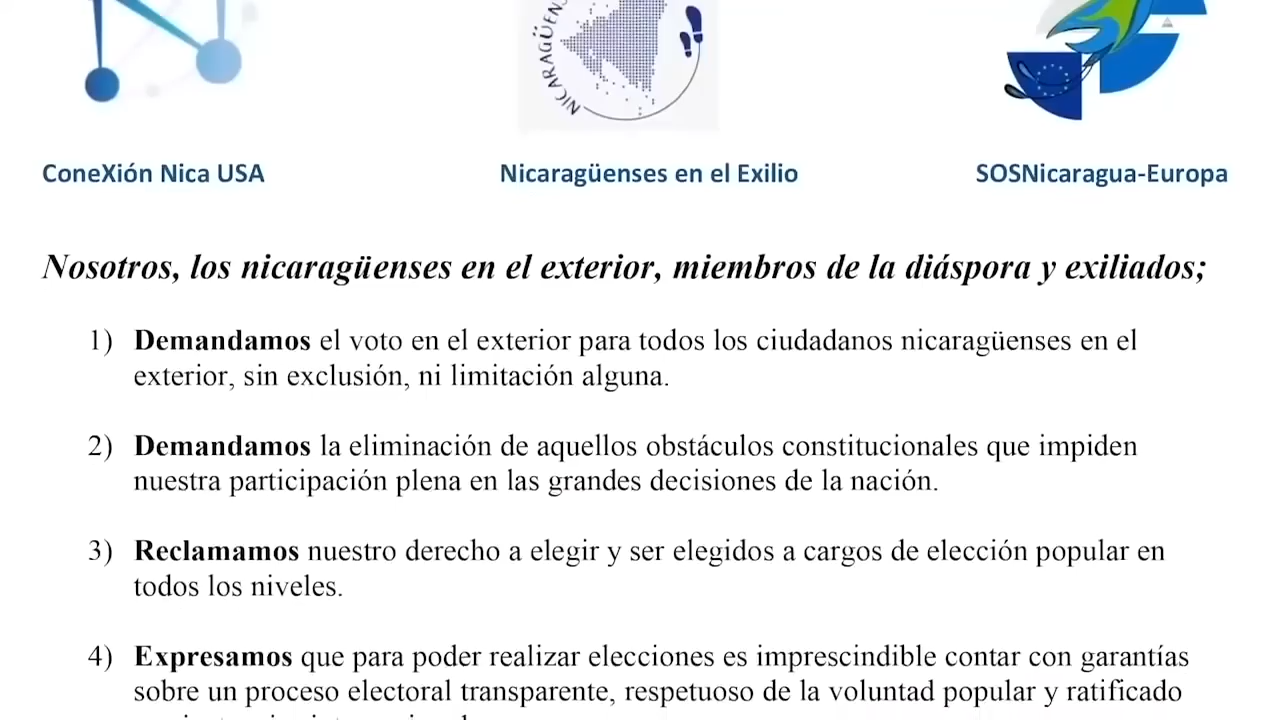 NICARAGÜENS
ConeXión Nica USA
Nicaragüenses en el Exilio
SOSNicaragua-Europa
Nosotros, los nicaragüenses en el exterior, miembros de la diáspora y exiliados;
1) Demandamos el voto en el exterior para todos los ciudadanos nicaragüenses en el
exterior, sin exclusión, ni limitación alguna.
2) Demandamos la eliminación de aquellos obstáculos constitucionales que impiden
nuestra participación plena en las grandes decisiones de la nación.
3) Reclamamos nuestro derecho a elegir y ser elegidos a cargos de elección popular en
todos los niveles.
4) Expresamos que para poder realizar elecciones es imprescindible contar con garantías
sobre un proceso electoral transparente, respetuoso de la voluntad popular y ratificado